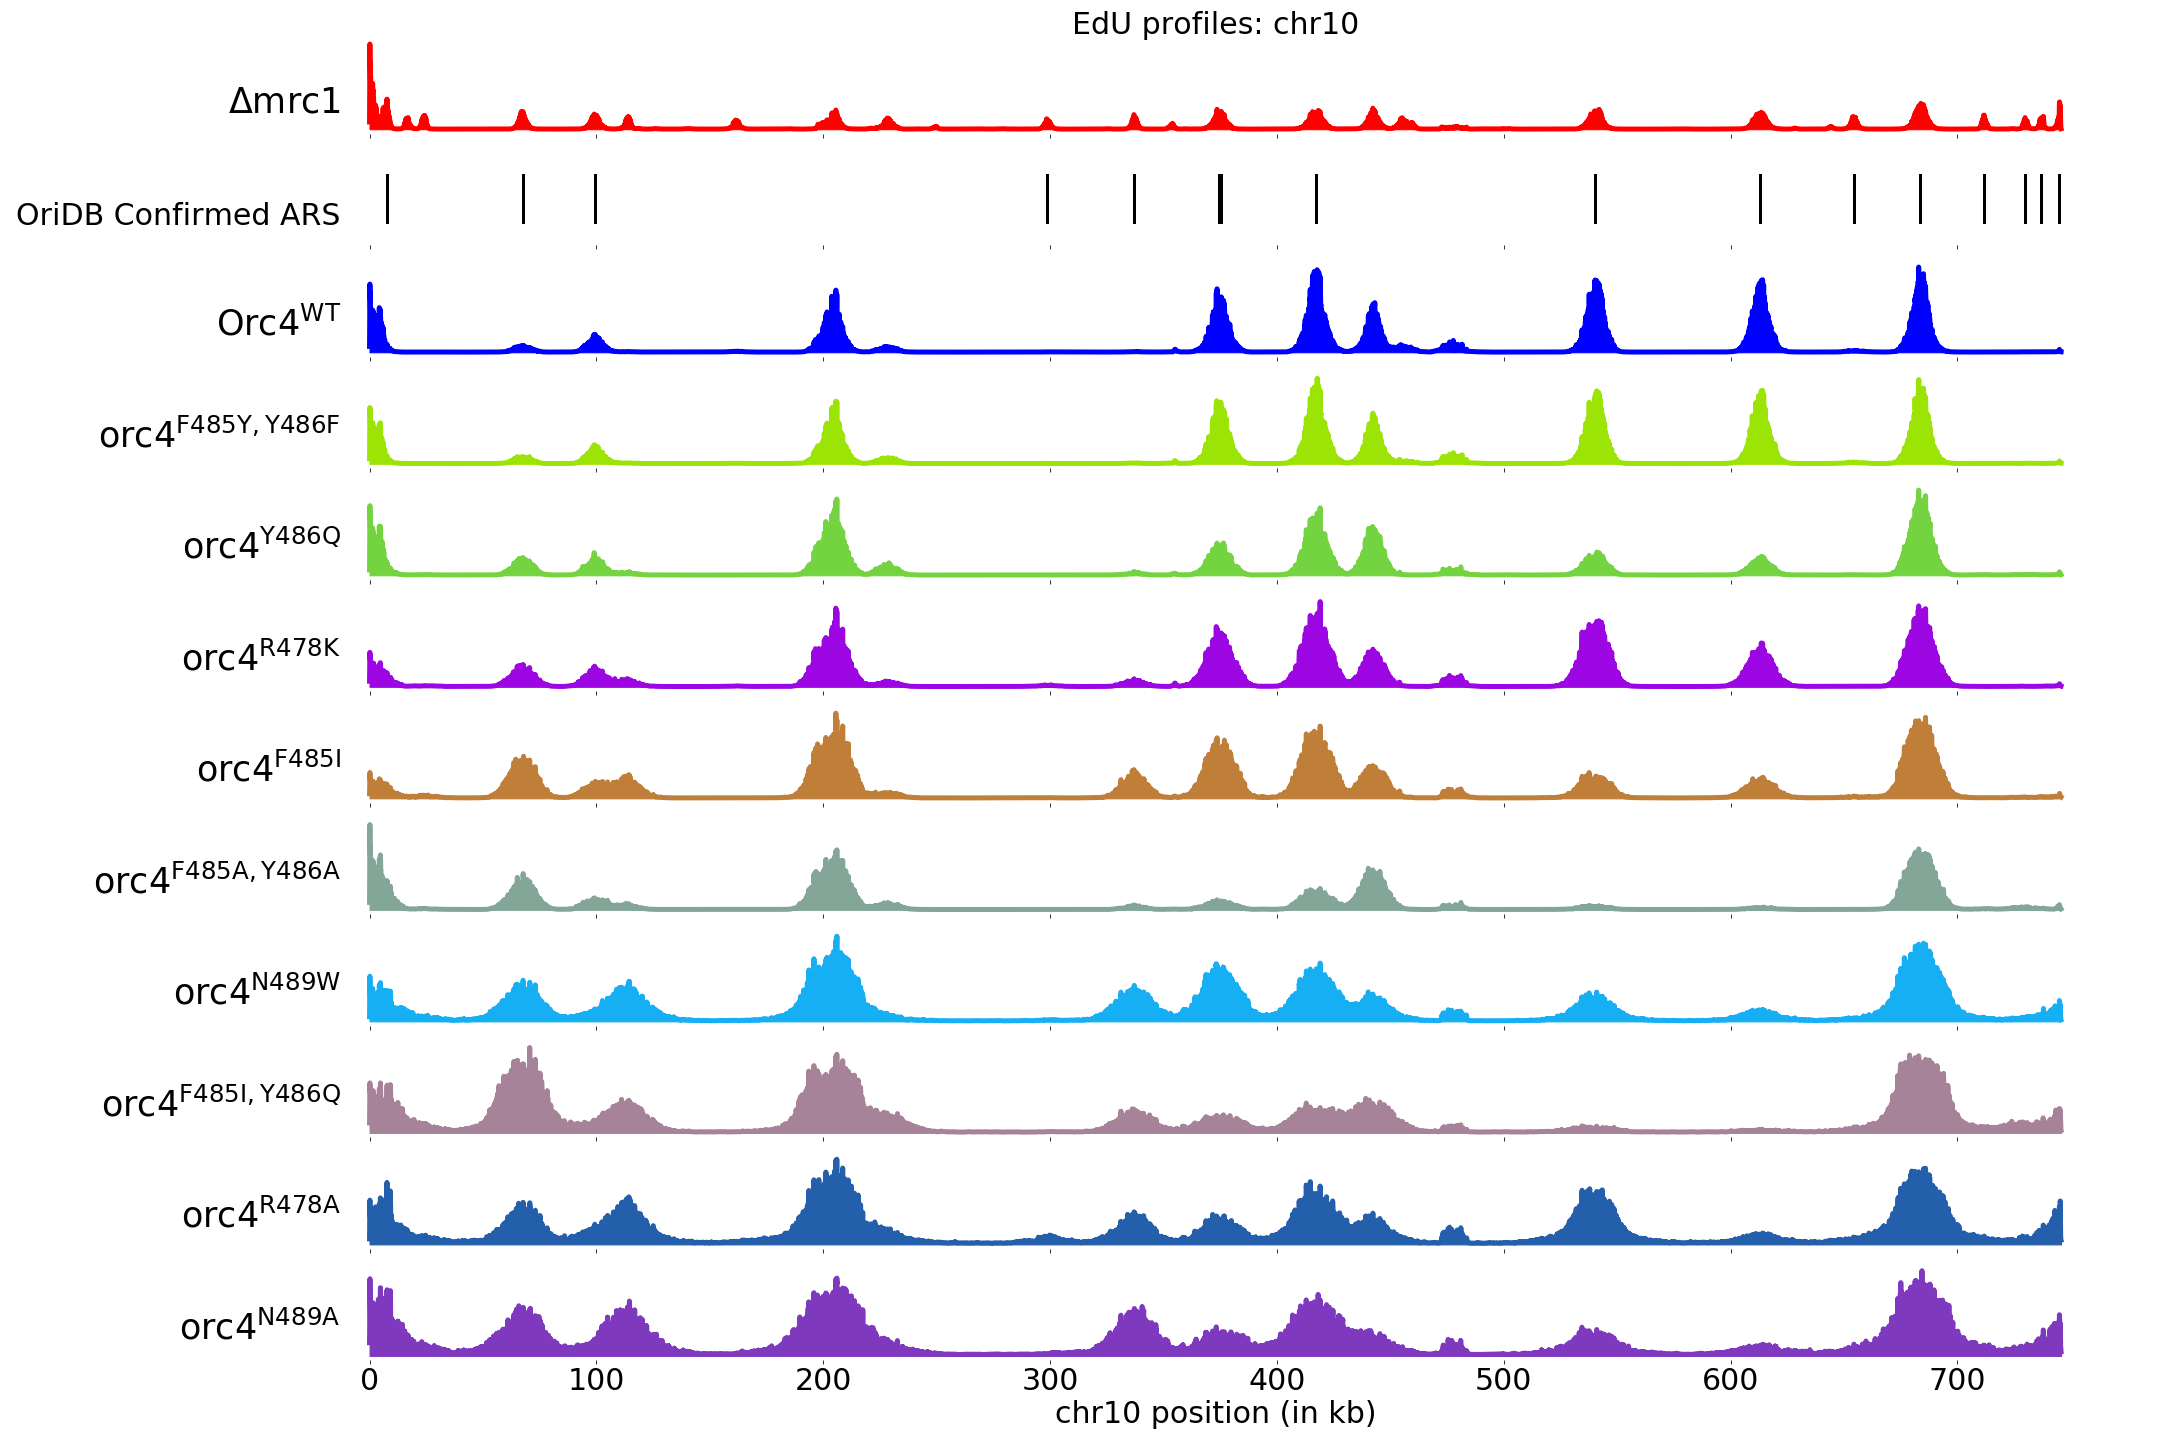 EdU profiles: chr10
Δmrc1
OriDB Confirmed ARS
Orc4WT
orc4F485Y, Y486F
orc4Y486Q
orc4R478K
orc4F485I
orc4F485A, Y486A
orc4N489W
orc4F485I, Y486Q
orc4R478A
orc4N489A
0 100 200 300 400 500 600 700
chr10 position (in kb)